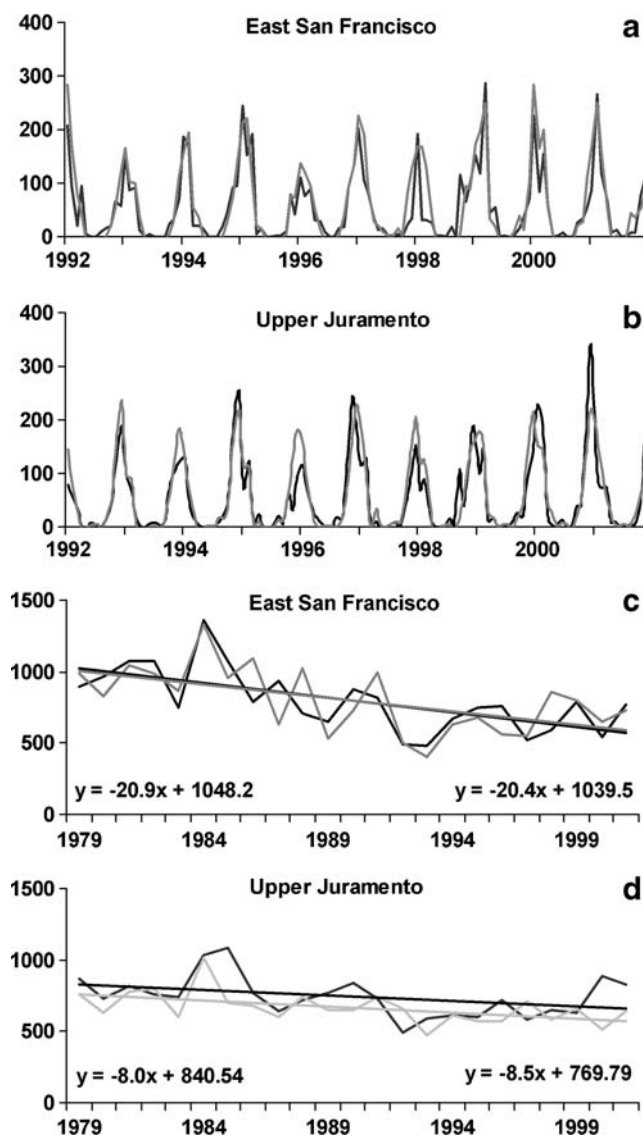 East San Francisco a
400
300
200
100
0
1992 1994 1996 1998 2000
Upper Juramento b
400
300
200
100
0
1992 1994 1996 1998 2000
East San Francisco c
1500
1000
500
y = -20.9x + 1048.2 y = -20.4x + 1039.5
0
1979 1984 1989 1994 1999
Upper Juramento d
1500
1000
500
y = -8.0x + 840.54 y = -8.5x + 769.79
0
1979 1984 1989 1994 1999